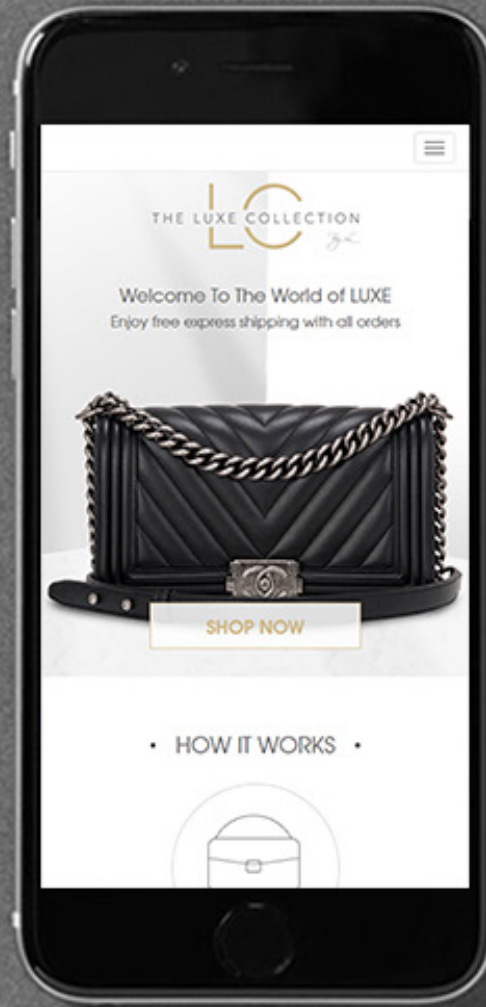 THE LUXE COLLECTION
LC
Welcome To The World of LUXE
Enjoy free express shipping with all orders
SHOP NOW
• HOW IT WORKS •